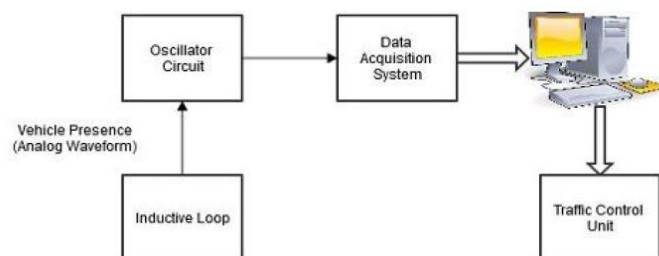 Oscillator
Circuit
Data
Acquisition
System
Vehicle Presence
(Analog Waveform)
Inductive Loop
Traffic Control
Unit